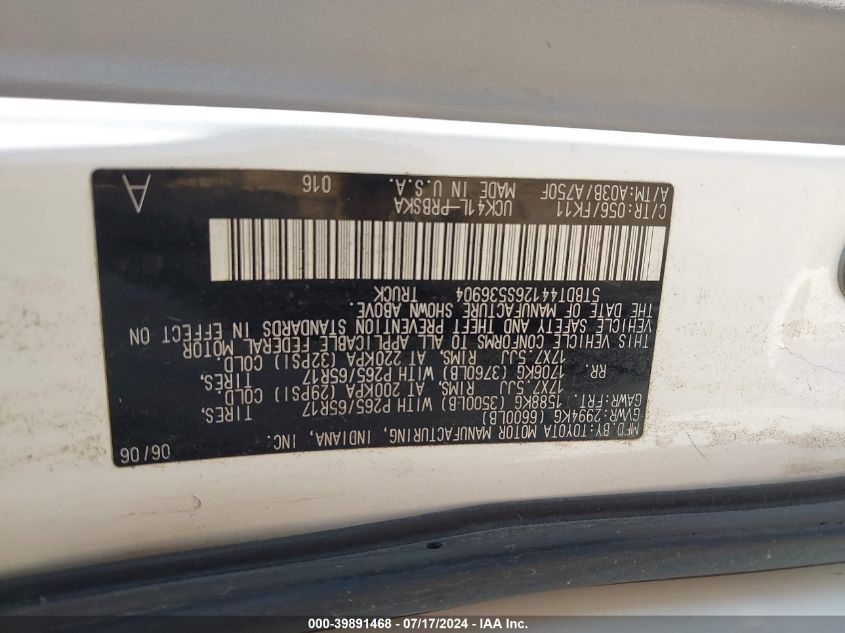 MFD.BY:TOYOTA MOTOR MANUFACTURING, INDIANA, INC. 06/06
GVWR:2994KG (6600LB)
GAWR:FRT. 1588KG (3500LB) WITH P265/65R17 TIRES.
17X7.5JJ RIMS, AT 200KPA (29PSI) COLD
RR. 1706KG (3760LB) WITH P265/65R17 TIRES.
17X7.5JJ RIMS, AT 220KPA (32PSI) COLD
THIS VEHICLE CONFORMS TO ALL APPLICABLE FEDERAL MOTOR
VEHICLE SAFETY AND THEFT PREVENTION STANDARDS IN EFFECT ON
THE DATE OF MANUFACTURE SHOWN ABOVE.
5TBDT44126S536904 TRUCK
C/TR:056/FK11 UCK41L-PRBSKA 016 A
A/TM:A03B/A750F MADE IN U.S.A.
000-39891468 - 07/17/2024 - IAAI.COM